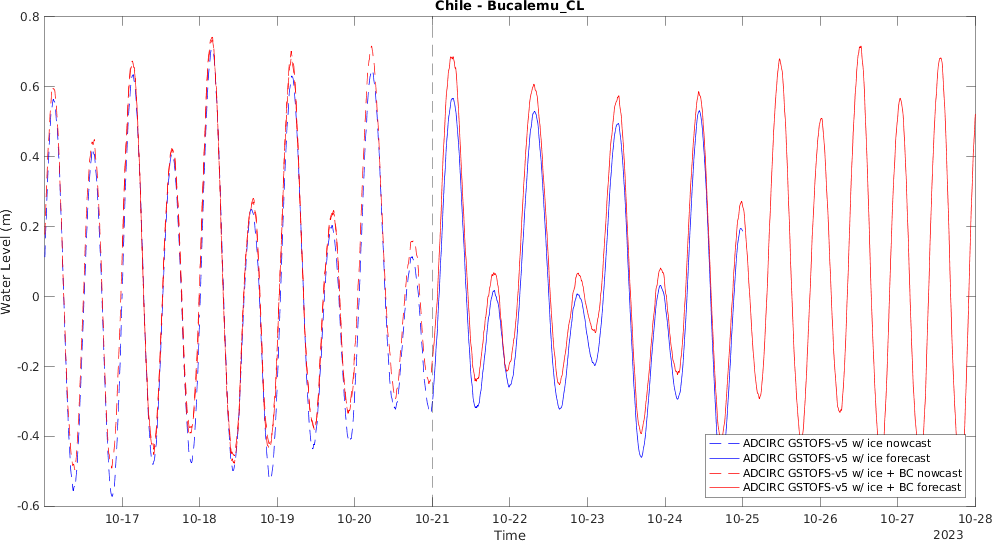 Chile - Bucalemu_CL
Water Level (m)
0.8
0.6
0.4
0.2
0
-0.2
-0.4
-0.6
ADCIRC GSTOFS-v5 w/ ice nowcast
ADCIRC GSTOFS-v5 w/ ice forecast
ADCIRC GSTOFS-v5 w/ ice + BC nowcast
ADCIRC GSTOFS-v5 w/ ice + BC forecast
10-17 10-18 10-19 10-20 10-21 10-22 10-23 10-24 10-25 10-26 10-27 10-28
Time
2023